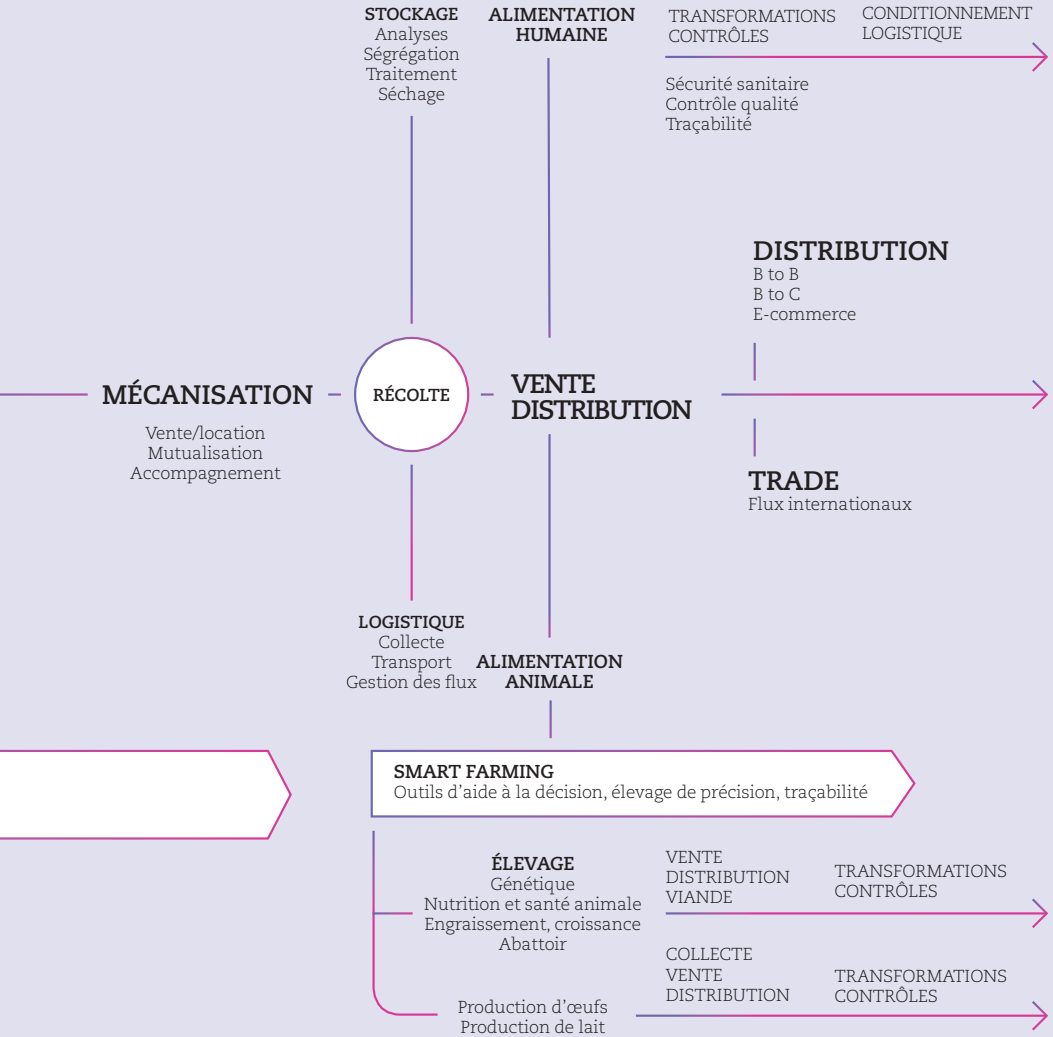 STOCKAGE
Analyses
Ségrégation
Traitement
Séchage
ALIMENTATION
HUMAINE
TRANSFORMATIONS
CONTRÔLES
CONDITIONNEMENT
LOGISTIQUE
Sécurité sanitaire
Contrôle qualité
Traçabilité
DISTRIBUTION
B to B
B to C
E-commerce
MÉCANISATION
Vente/location
Mutualisation
Accompagnement
RÉCOLTE
VENTE
DISTRIBUTION
TRADE
Flux internationaux
LOGISTIQUE
Collecte
Transport
Gestion des flux
ALIMENTATION
ANIMALE
SMART FARMING
Outils d'aide à la décision, élevage de précision, traçabilité
ÉLEVAGE
Génétique
Nutrition et santé animale
Engraissement, croissance
Abattoir
VENTE
DISTRIBUTION
VIANDE
TRANSFORMATIONS
CONTRÔLES
Production d'œufs
Production de lait
COLLECTE
VENTE
DISTRIBUTION
TRANSFORMATIONS
CONTRÔLES